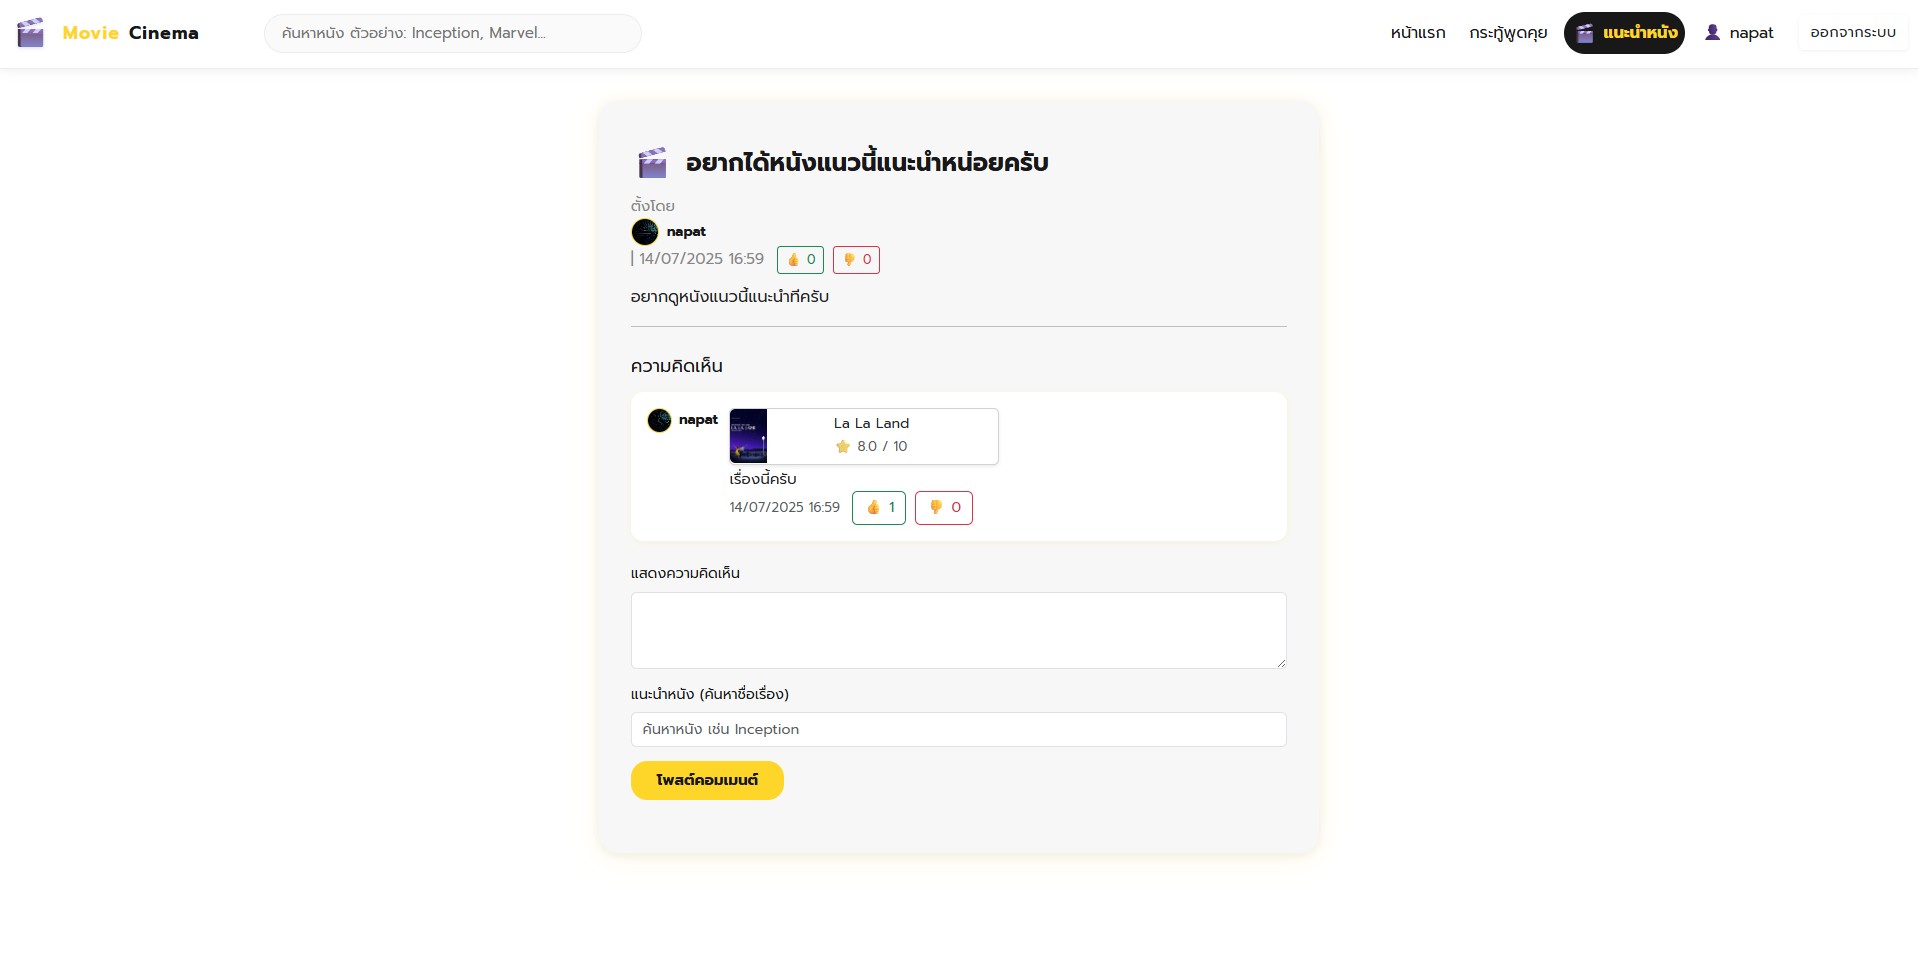 Movie Cinema
ค้นหาหนัง ตัวอย่าง: Inception, Marvel...
หน้าแรก
กระทู้พูดคุย
แนะนำหนัง
napat
ออกจากระบบ
อยากได้หนังแนวนี้แนะนำหน่อยครับ
ตั้งโดย
napat
| 14/07/2025 16:59
0
0
อยากดูหนังแนวนี้แนะนำทีครับ
ความคิดเห็น
napat
La La Land
8.0 / 10
เรื่องนี้ครับ
14/07/2025 16:59
1
0
แสดงความคิดเห็น
แนะนำหนัง (ค้นหาชื่อเรื่อง)
ค้นหาหนัง เช่น Inception
โพสต์คอมเมนต์